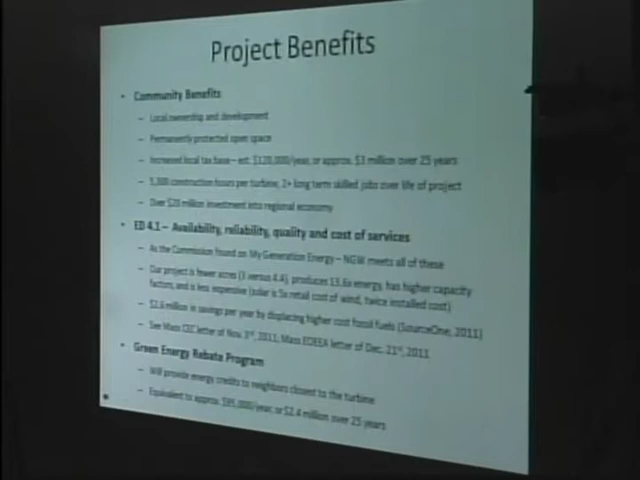 Project Benefits
• Community Benefits
– Local ownership and development
– Permanently protected open space
– Increased local tax base – est. $120,000/year, or approx. $3 million over 25 years
– 5,300 construction hours per turbine, 2+ long term skilled jobs over life of project
– Over $20 million investment into regional economy
• ED 4.1 – Availability, reliability, quality and cost of services
– As the Commission found on My Generation Energy – NGW meets all of these
– Our project is fewer acres (3 versus 4.4), produces 13.6x energy, has higher capacity
factors, and is less expensive (solar is 5x retail cost of wind, twice installed cost)
– $2.6 million in savings per year by displacing higher cost fossil fuels (SourceOne, 2011)
– See Mass CEC letter of Nov. 3rd, 2011; Mass EOEEA letter of Dec. 21st, 2011
• Green Energy Rebate Program
– Will provide energy credits to neighbors closest to the turbine
– Equivalent to approx. $95,000/year, or $2.4 million over 25 years